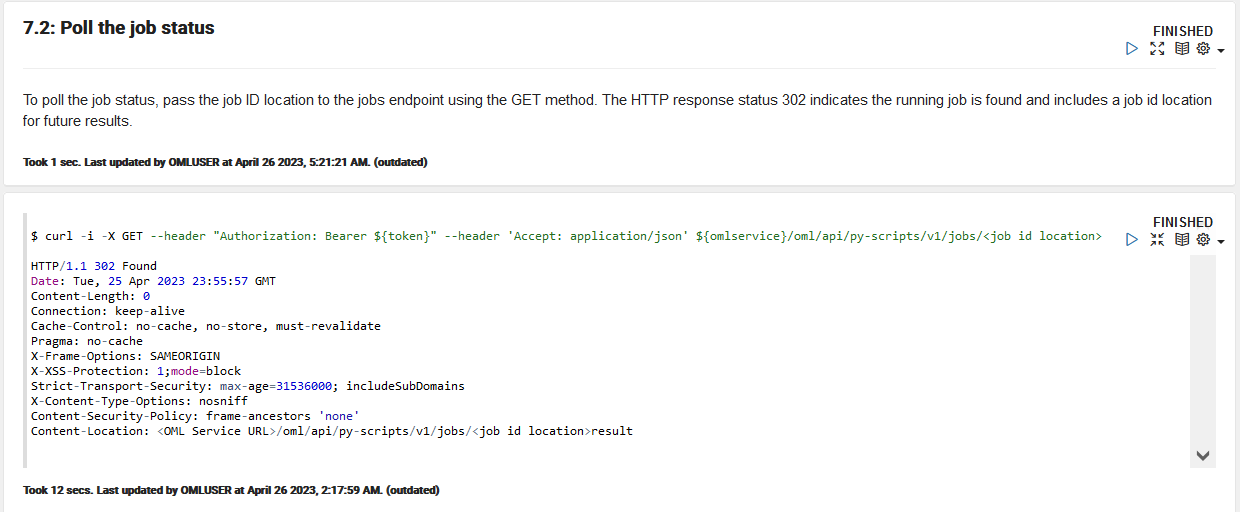 7.2: Poll the job status
FINISHED
To poll the job status, pass the job ID location to the jobs endpoint using the GET method. The HTTP response status 302 indicates the running job is found and includes a job id location
for future results.
Took 1 sec. Last updated by OMLUSER at April 26 2023, 5:21:21 AM. (outdated)
FINISHED
$ curl -i -X GET --header "Authorization: Bearer ${token}" --header 'Accept: application/json' ${omlservice}/oml/api/py-scripts/v1/jobs/<job id location>
HTTP/1.1 302 Found
Date: Tue, 25 Apr 2023 23:55:57 GMT
Content-Length: 0
Connection: keep-alive
Cache-Control: no-cache, no-store, must-revalidate
Pragma: no-cache
X-Frame-Options: SAMEORIGIN
X-XSS-Protection: 1;mode=block
Strict-Transport-Security: max-age=31536000; includeSubDomains
X-Content-Type-Options: nosniff
Content-Security-Policy: frame-ancestors 'none'
Content-Location: <OML Service URL>/oml/api/py-scripts/v1/jobs/<job id location>result
Took 12 secs. Last updated by OMLUSER at April 26 2023, 2:17:59 AM. (outdated)